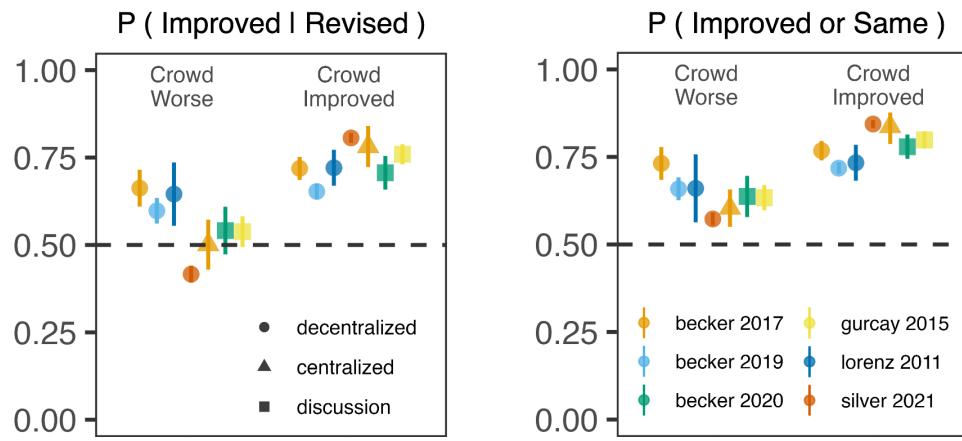 P ( Improved | Revised )
1.00
0.75
0.50
0.25
0.00
Crowd
Worse
Crowd
Improved
decentralized
centralized
discussion
P ( Improved or Same )
1.00
0.75
0.50
0.25
0.00
Crowd
Worse
Crowd
Improved
becker 2017
becker 2019
becker 2020
gurcay 2015
lorenz 2011
silver 2021